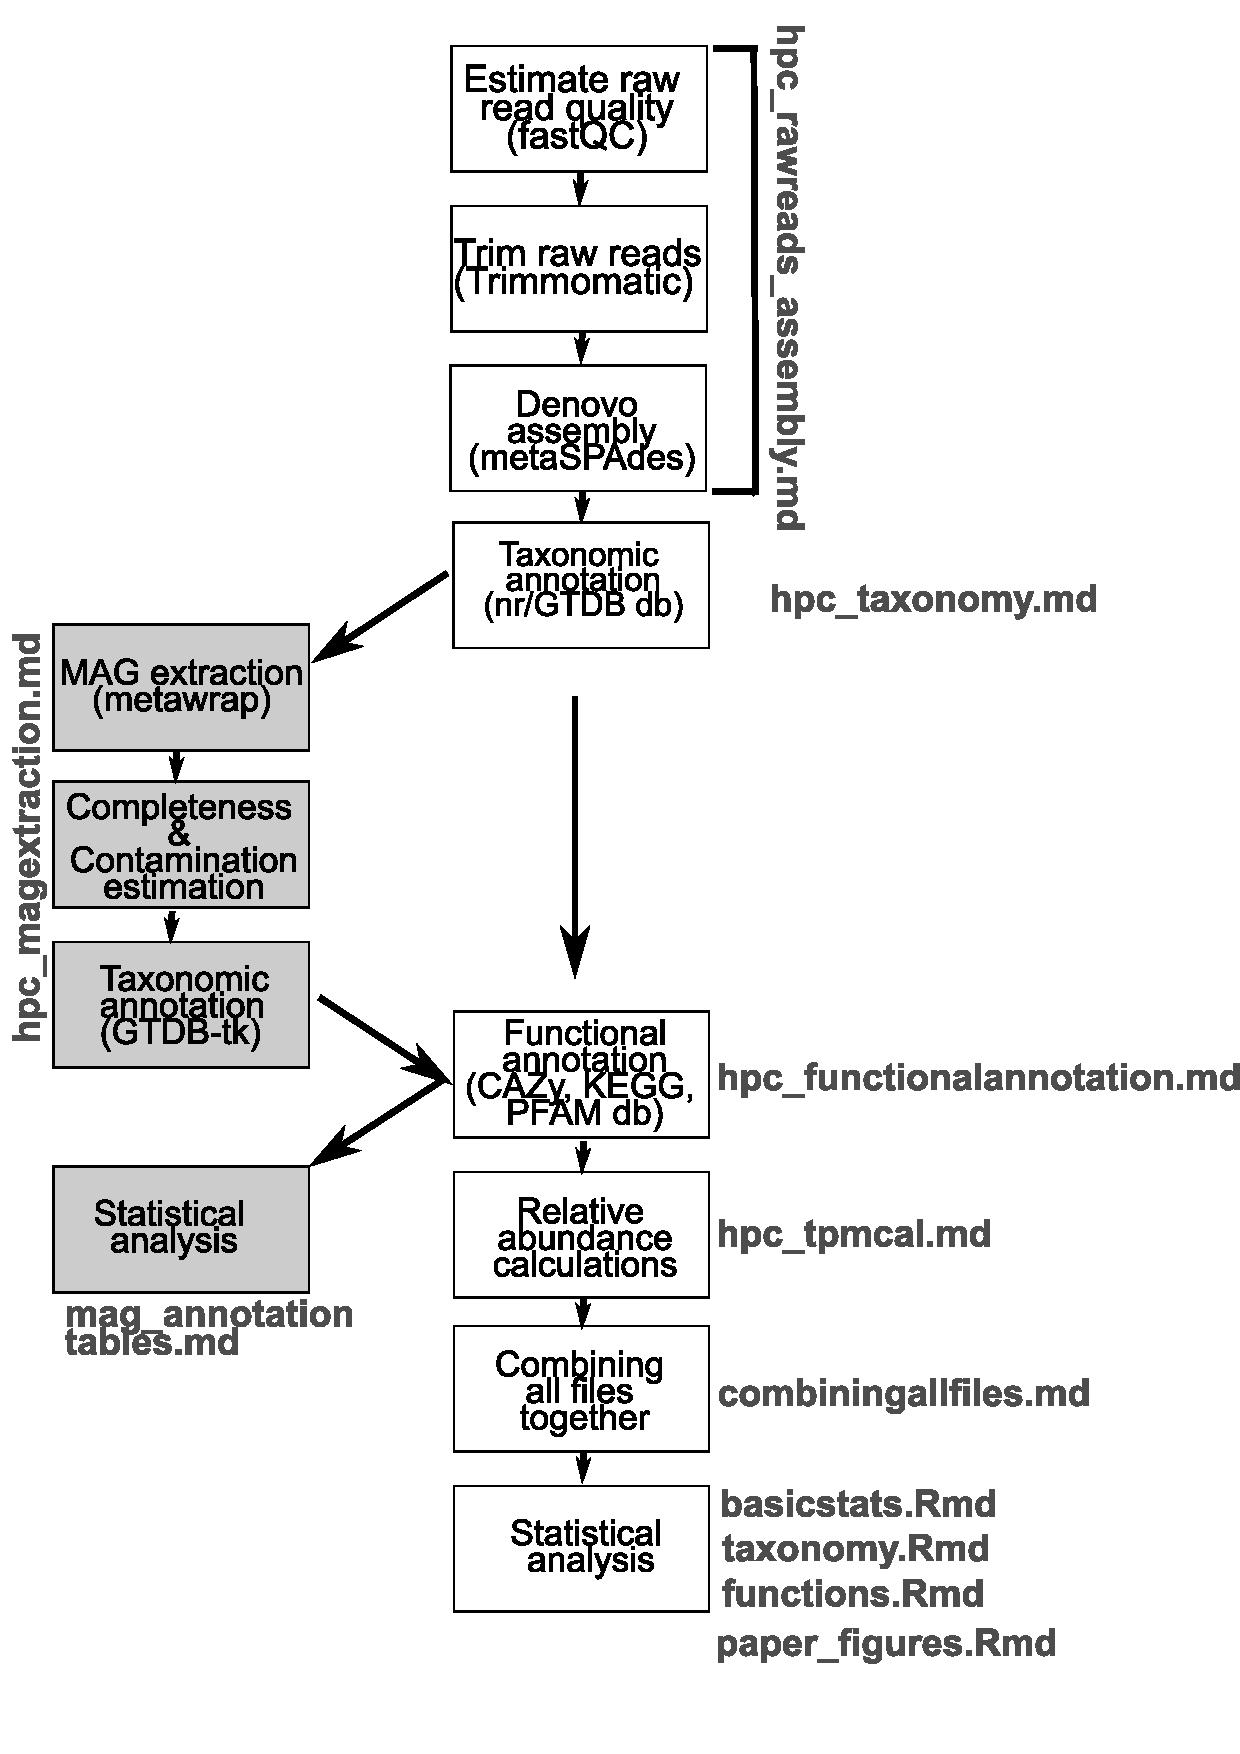 Estimate raw
read quality
(fastQC)
hpc_rawreads_assembly.md
Trim raw reads
(Trimmomatic)
Denovo
assembly
(metaSPAdes)
Taxonomic
annotation
(nr/GTDB db)
hpc_taxonomy.md
hpc_magextraction.md
MAG extraction
(metawrap)
Completeness
&
Contamination
estimation
Taxonomic
annotation
(GTDB-tk)
Functional
annotation
(CAZy, KEGG,
PFAM db)
hpc_functionalannotation.md
Statistical
analysis
mag_annotation
tables.md
Relative
abundance
calculations
hpc_tpmcal.md
Combining
all files
together
combiningallfiles.md
Statistical
analysis
basicstats.Rmd
taxonomy.Rmd
functions.Rmd
paper_figures.Rmd